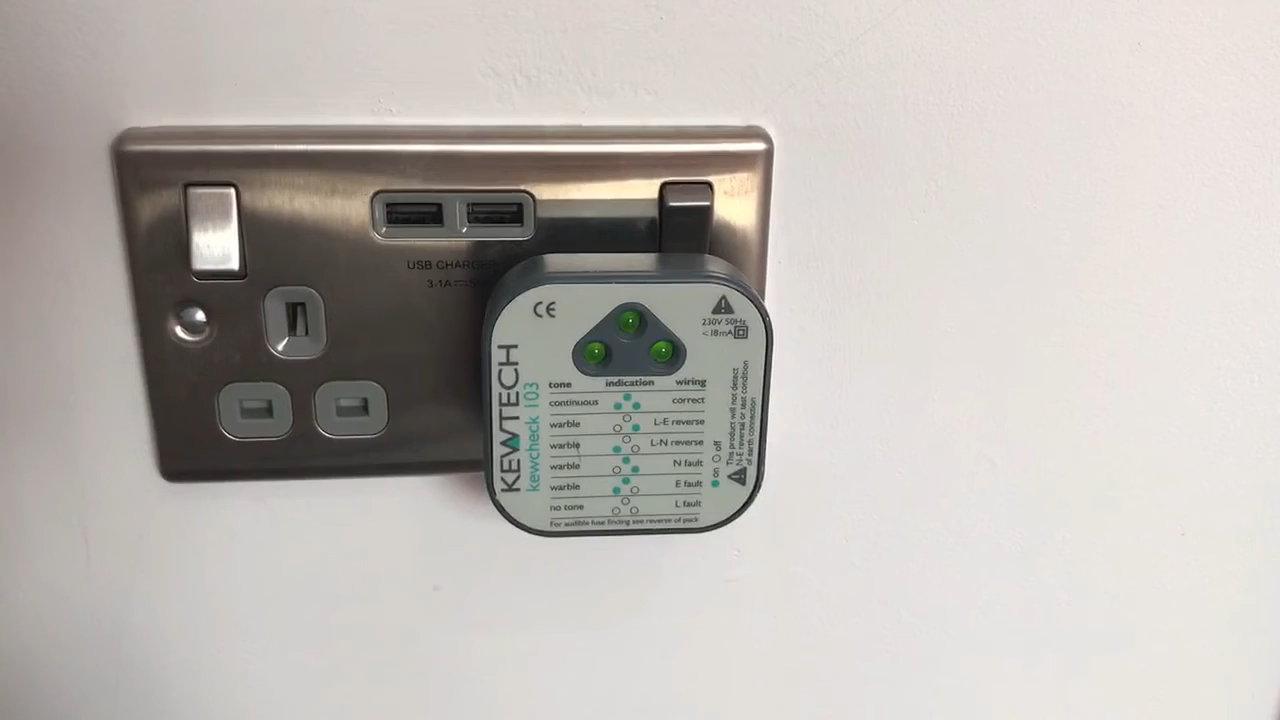 USB CHARGER
3·1A⎓
CE
230V 50Hz
<18mA
KEWTECH
kewcheck 103
tone indication wiring
continuous correct
warble L-E reverse
warble L-N reverse
warble N fault
warble E fault
no tone L fault
For audible fuse finding see reverse of pack
on off
This product will not detect
N-E reversal or test condition
of earth connection